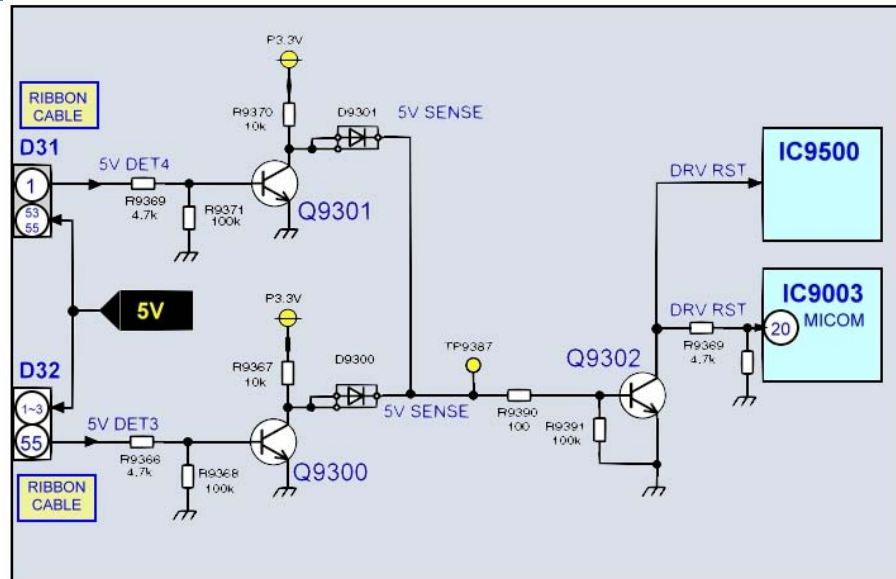 P3.3V
RIBBON
CABLE
R9370
10k
D9301
5V SENSE
D31
IC9500
1
5V DET4
DRV RST
R9369
4.7k
R9371
100k
Q9301
53
55
5V
P3.3V
IC9003
DRV RST
20
MICOM
R9369
4.7k
D32
R9367
10k
D9300
TP9387
Q9302
1~3
5V SENSE
R9390
100
R9391
100k
55
5V DET3
R9366
4.7k
R9368
100k
Q9300
RIBBON
CABLE